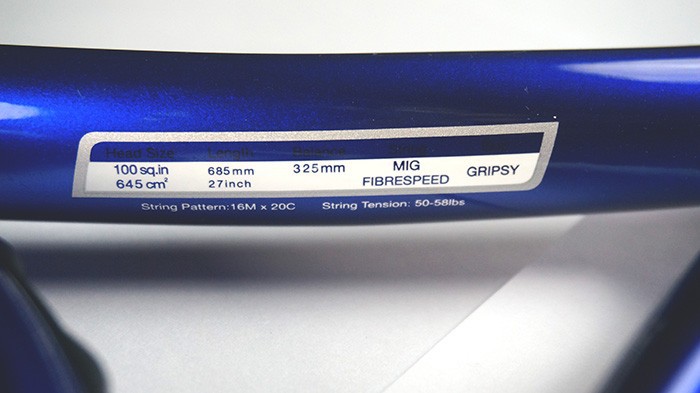 Head Size Length Balance
100 sq.in 685mm 325mm MIG GRIPSY
645 cm² 27inch FIBRESPEED
String Pattern:16M x 20C String Tension: 50-58lbs